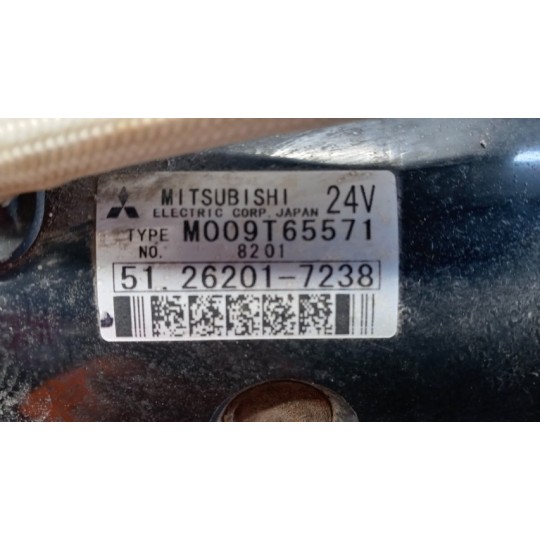 MITSUBISHI 24V
ELECTRIC CORP. JAPAN
TYPE M009T65571
NO. 8201
51. 26201-7238